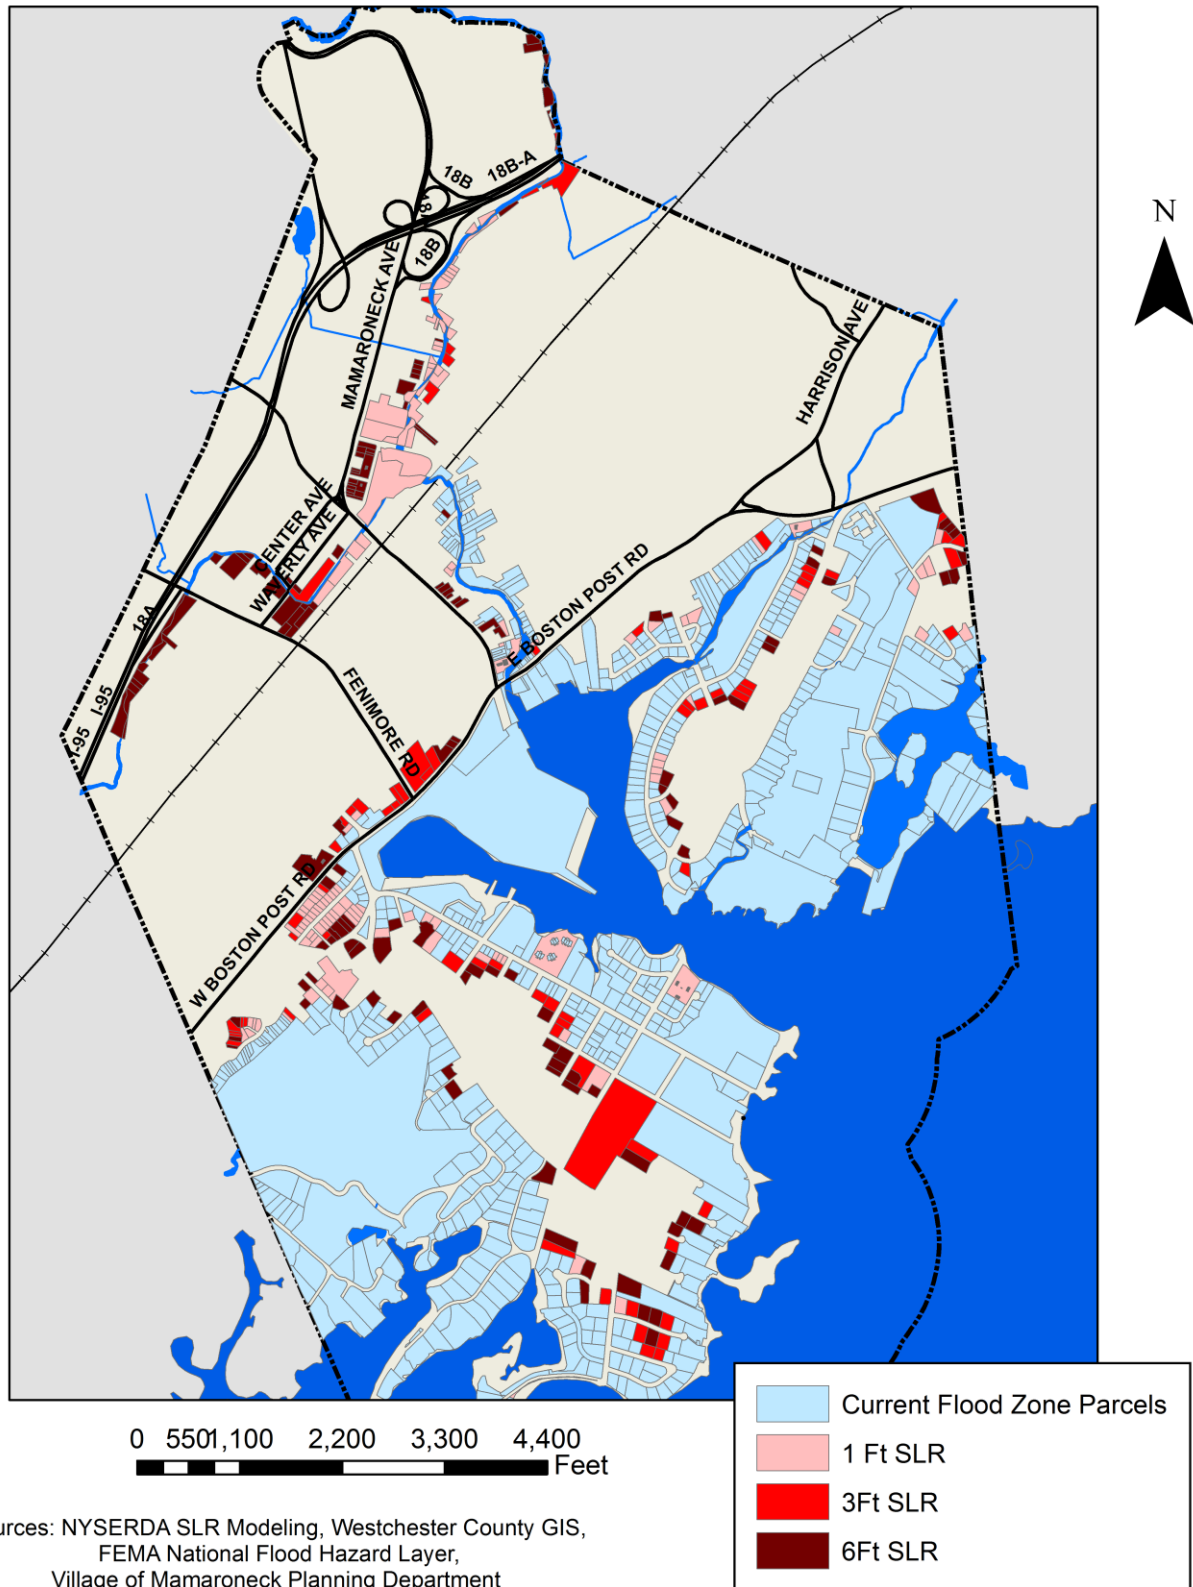 18B
18B-A
18A
18B
N
MAMARONECK AVE
HARRISON AVE
CENTER AVE
WAVERLY AVE
E BOSTON POST RD
18A
I-95
I-95
FENIMORE RD
W BOSTON POST RD
0 550 1,100 2,200 3,300 4,400
Feet
Current Flood Zone Parcels
1 Ft SLR
3Ft SLR
6Ft SLR
urces: NYSERDA SLR Modeling, Westchester County GIS,
FEMA National Flood Hazard Layer,
Village of Mamaroneck Planning Department